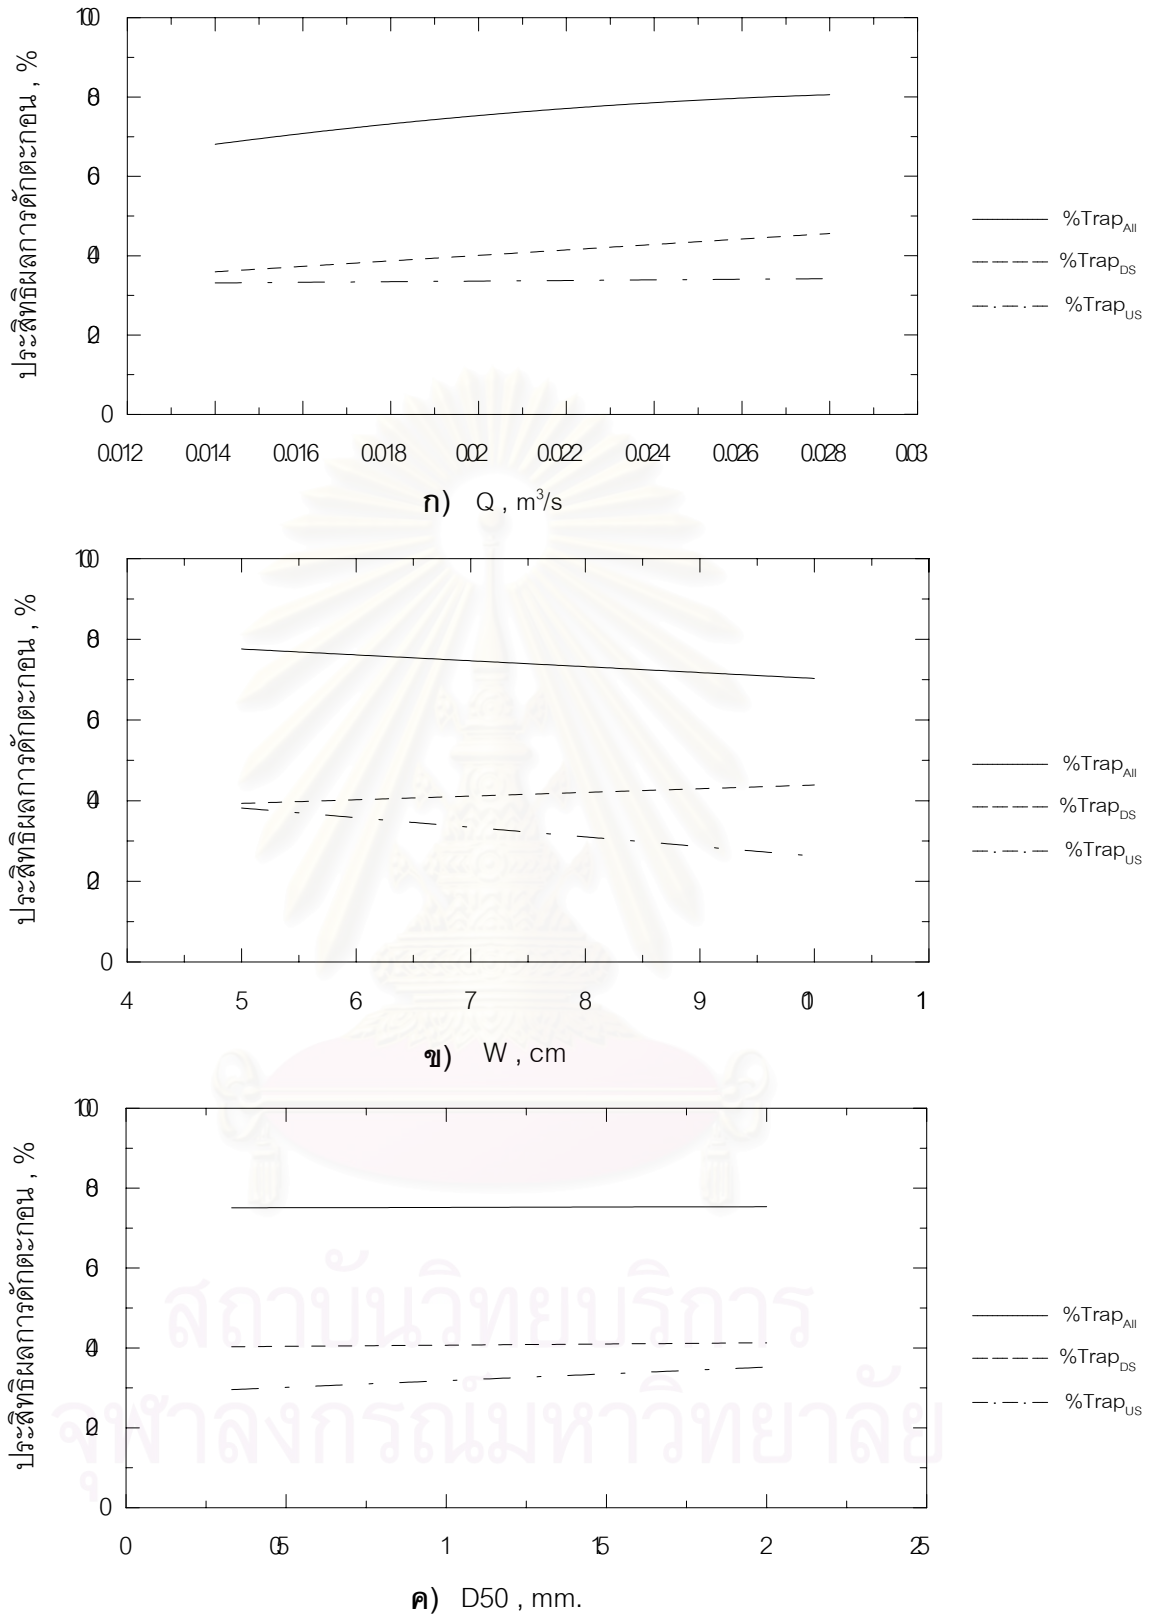 100
80
60
40
20
0
ประสิทธิผลการดักตะกอน , %
0.012 0.014 0.016 0.018 0.02 0.022 0.024 0.026 0.028 0.03
ก) Q , m³/s
%Trap_All
%Trap_DS
%Trap_US
100
80
60
40
20
0
ประสิทธิผลการดักตะกอน , %
4 5 6 7 8 9 10 11
ข) W , cm
%Trap_All
%Trap_DS
%Trap_US
100
80
60
40
20
0
ประสิทธิผลการดักตะกอน , %
0 0.5 1 1.5 2 2.5
ค) D50 , mm.
%Trap_All
%Trap_DS
%Trap_US
สถาบันวิทยบริการ
จุฬาลงกรณ์มหาวิทยาลัย